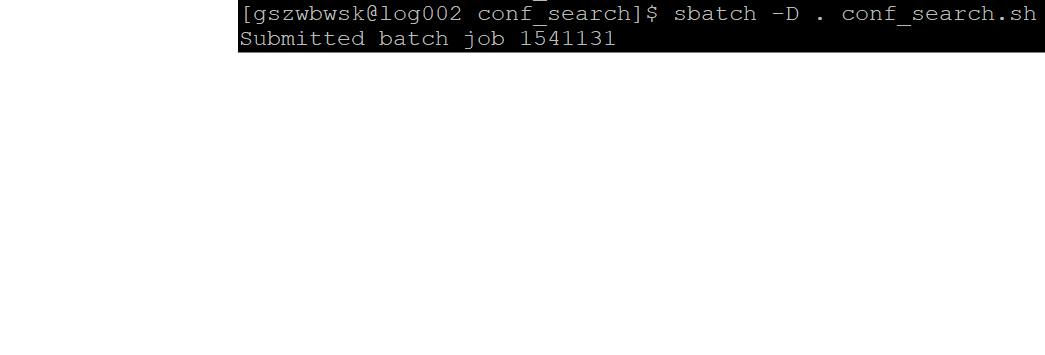 [gszwbwsk@log002 conf_search]$ sbatch -D . conf_search.sh
Submitted batch job 1541131